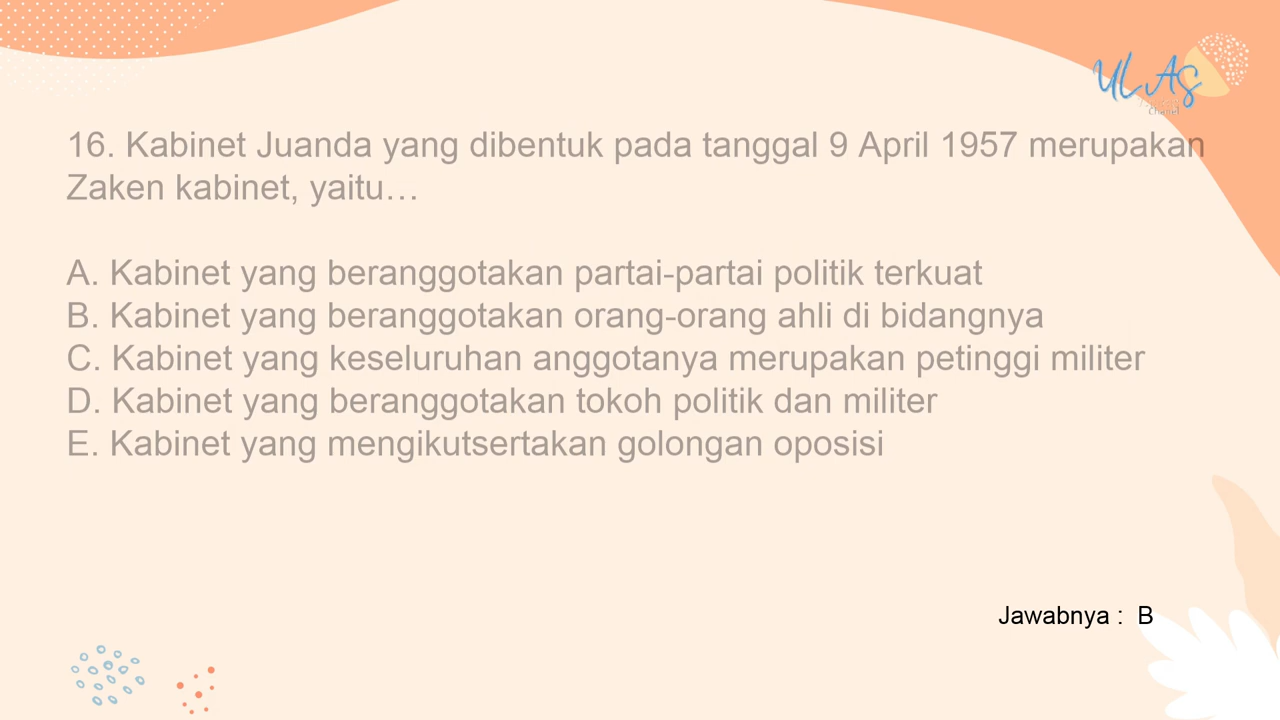 ULAS
Chanel
16. Kabinet Juanda yang dibentuk pada tanggal 9 April 1957 merupakan
Zaken kabinet, yaitu…
A. Kabinet yang beranggotakan partai-partai politik terkuat
B. Kabinet yang beranggotakan orang-orang ahli di bidangnya
C. Kabinet yang keseluruhan anggotanya merupakan petinggi militer
D. Kabinet yang beranggotakan tokoh politik dan militer
E. Kabinet yang mengikutsertakan golongan oposisi
Jawabnya : B